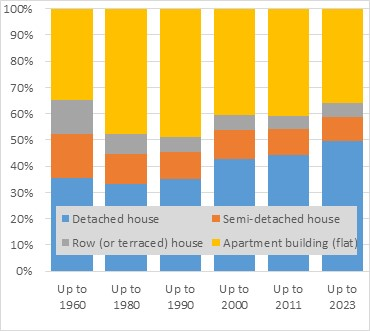 100%
90%
80%
70%
60%
50%
40%
30%
20%
10%
0%
Detached house Semi-detached house
Row (or terraced) house Apartment building (flat)
Up to Up to Up to Up to Up to Up to
1960 1980 1990 2000 2011 2023